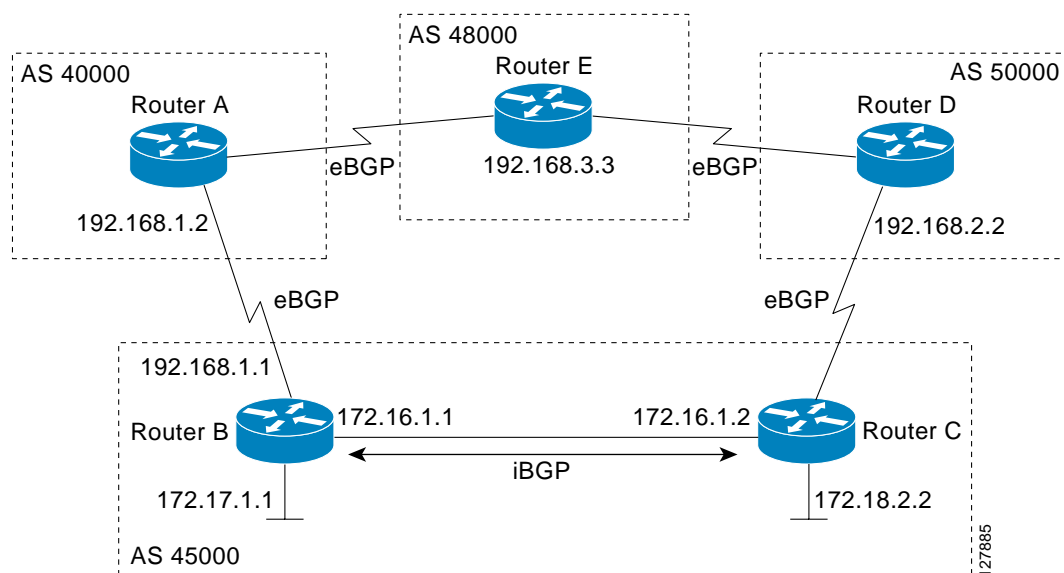 AS 48000
AS 40000
Router E
AS 50000
Router A
Router D
eBGP
192.168.3.3
eBGP
192.168.1.2
192.168.2.2
eBGP
eBGP
192.168.1.1
172.16.1.1
172.16.1.2
Router B
Router C
iBGP
172.17.1.1
172.18.2.2
AS 45000
127885